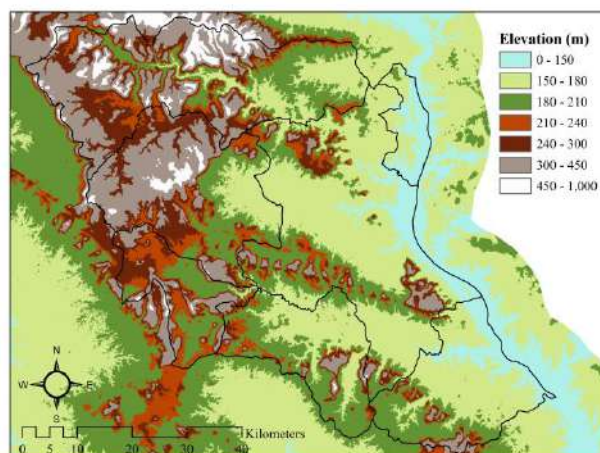 Elevation (m)
0 - 150
150 - 180
180 - 210
210 - 240
240 - 300
300 - 450
450 - 1,000
N
W E
S
Kilometers
0 10 20 30 40